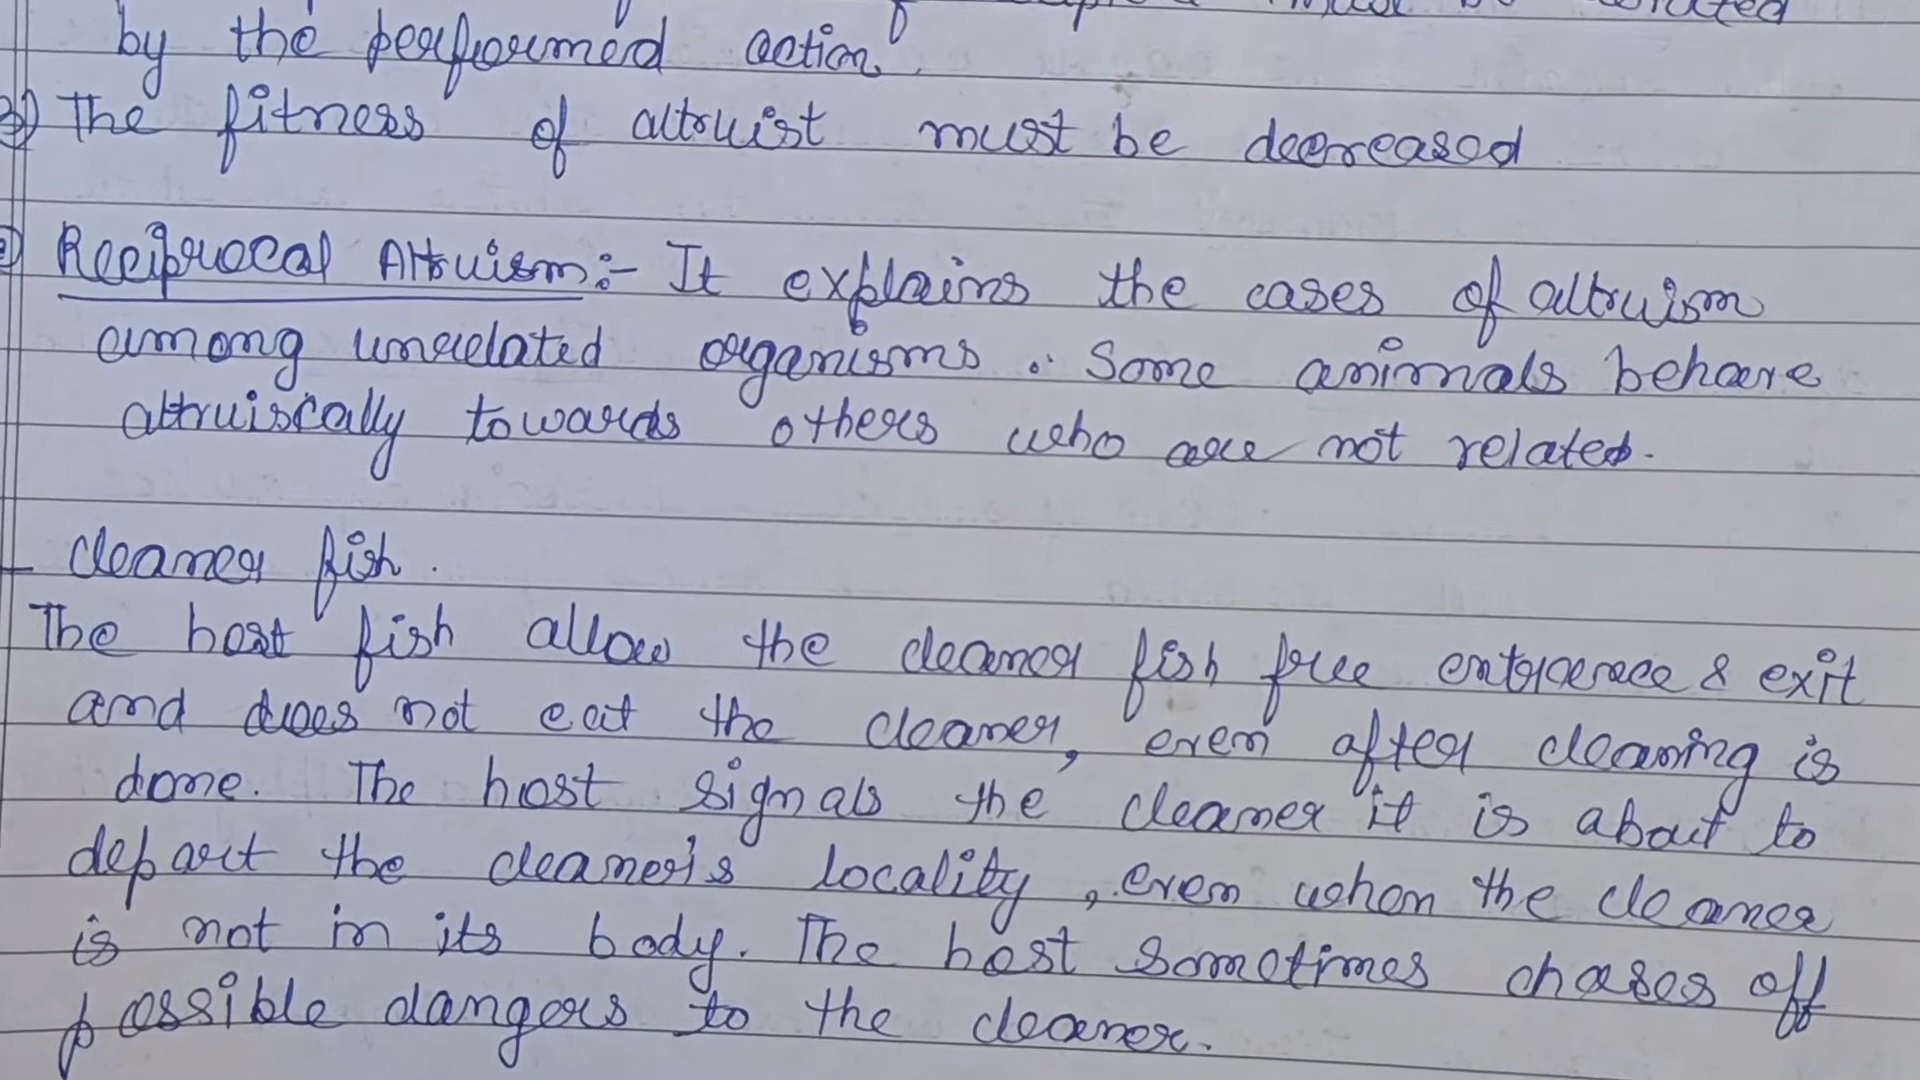 by the performed action.
3) The fitness of altruist must be decreased
Reciprocal Altruism:- It explains the cases of altruism
among unrelated organisms. Some animals behave
altruiscally towards others who are not related.
- cleaner fish.
The host fish allow the cleaner fish free entrance & exit
and does not eat the cleaner, even after cleaning is
done. The host signals the cleaner it is about to
depart the cleaner's locality, even when the cleaner
is not in its body. The host sometimes chases off
possible dangers to the cleaner.